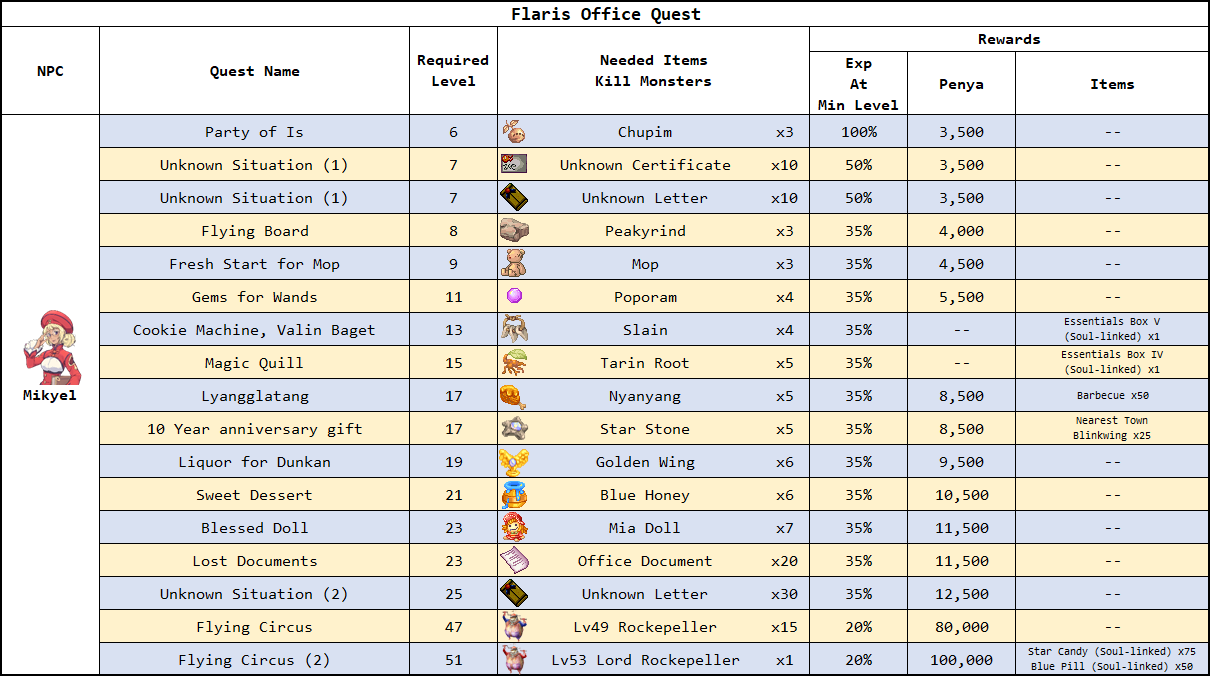 Flaris Office Quest
NPC Quest Name Required Level Needed Items Kill Monsters Rewards
Exp At Min Level Penya Items
Mikyel
Party of Is 6 Chupim x3 100% 3,500 --
Unknown Situation (1) 7 Unknown Certificate x10 50% 3,500 --
Unknown Situation (1) 7 Unknown Letter x10 50% 3,500 --
Flying Board 8 Peakyrind x3 35% 4,000 --
Fresh Start for Mop 9 Mop x3 35% 4,500 --
Gems for Wands 11 Poporam x4 35% 5,500 --
Cookie Machine, Valin Baget 13 Slain x4 35% -- Essentials Box V (Soul-linked) x1
Magic Quill 15 Tarin Root x5 35% -- Essentials Box IV (Soul-linked) x1
Lyangglatang 17 Nyanyang x5 35% 8,500 Barbecue x50
10 Year anniversary gift 17 Star Stone x5 35% 8,500 Nearest Town Blinkwing x25
Liquor for Dunkan 19 Golden Wing x6 35% 9,500 --
Sweet Dessert 21 Blue Honey x6 35% 10,500 --
Blessed Doll 23 Mia Doll x7 35% 11,500 --
Lost Documents 23 Office Document x20 35% 11,500 --
Unknown Situation (2) 25 Unknown Letter x30 35% 12,500 --
Flying Circus 47 Lv49 Rockepeller x15 20% 80,000 --
Flying Circus (2) 51 Lv53 Lord Rockepeller x1 20% 100,000 Star Candy (Soul-linked) x75 Blue Pill (Soul-linked) x50